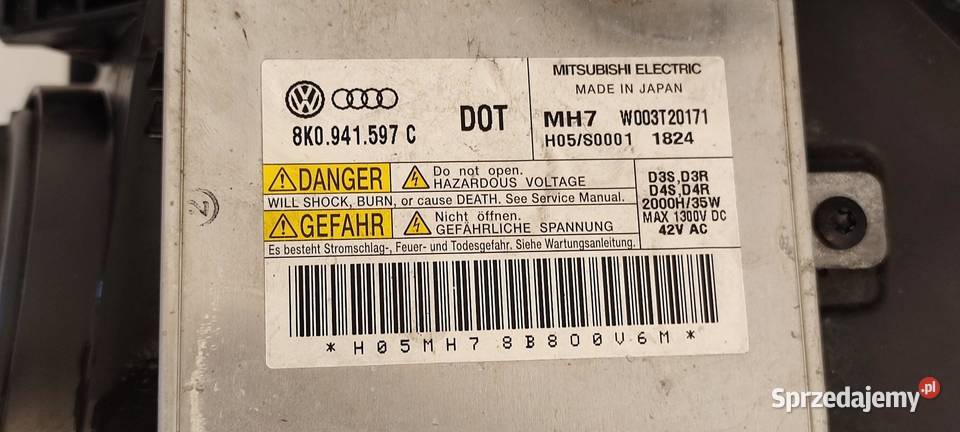 8K0.941.597 C
DOT
MITSUBISHI ELECTRIC
MADE IN JAPAN
MH7 W003T20171
H05/S0001 1824
DANGER
Do not open.
HAZARDOUS VOLTAGE
WILL SHOCK, BURN, or cause DEATH. See Service Manual.
GEFAHR
Nicht öffnen.
GEFÄHRLICHE SPANNUNG
Es besteht Stromschlag-, Feuer- und Todesgefahr. Siehe Wartungsanleitung.
D3S,D3R
D4S,D4R
2000H/35W
MAX 1300V DC
42V AC
*H05MH78B800V6M*
2
Sprzedajemy.pl